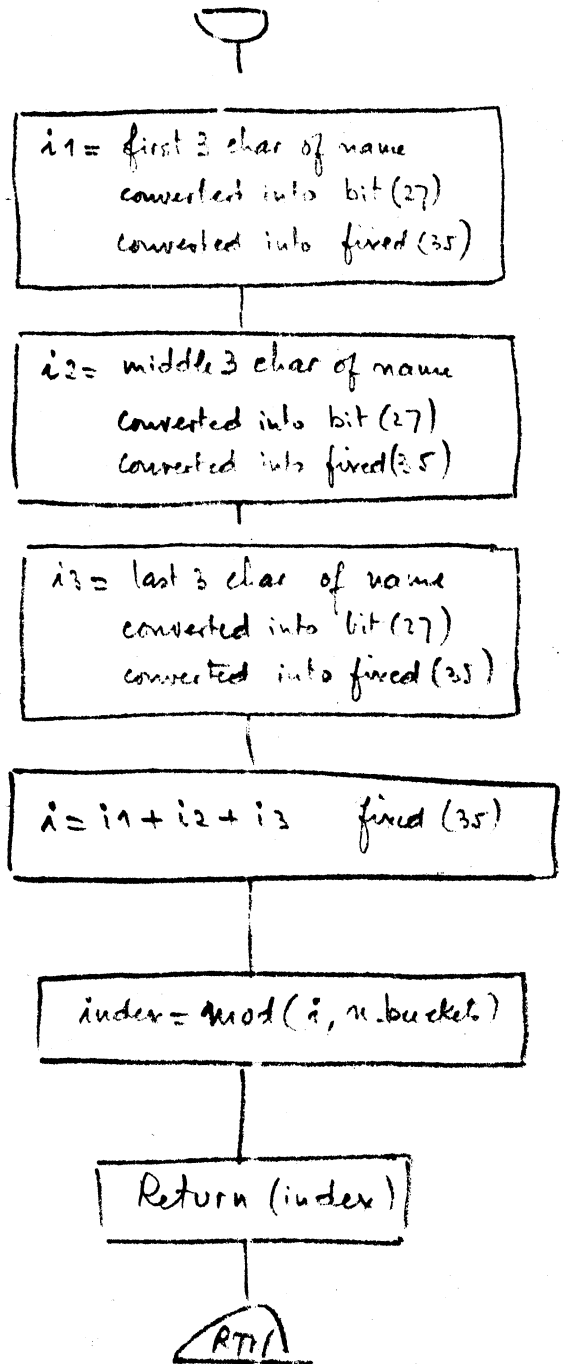 i1= first 3 char of name
converted into bit(27)
converted into fixed(35)
i2= middle 3 char of name
converted into bit(27)
converted into fixed(35)
i3= last 3 char of name
converted into bit(27)
converted into fixed(35)
i = i1 + i2 + i3 fixed (35)
index = mod(i, n_buckets)
Return (index)